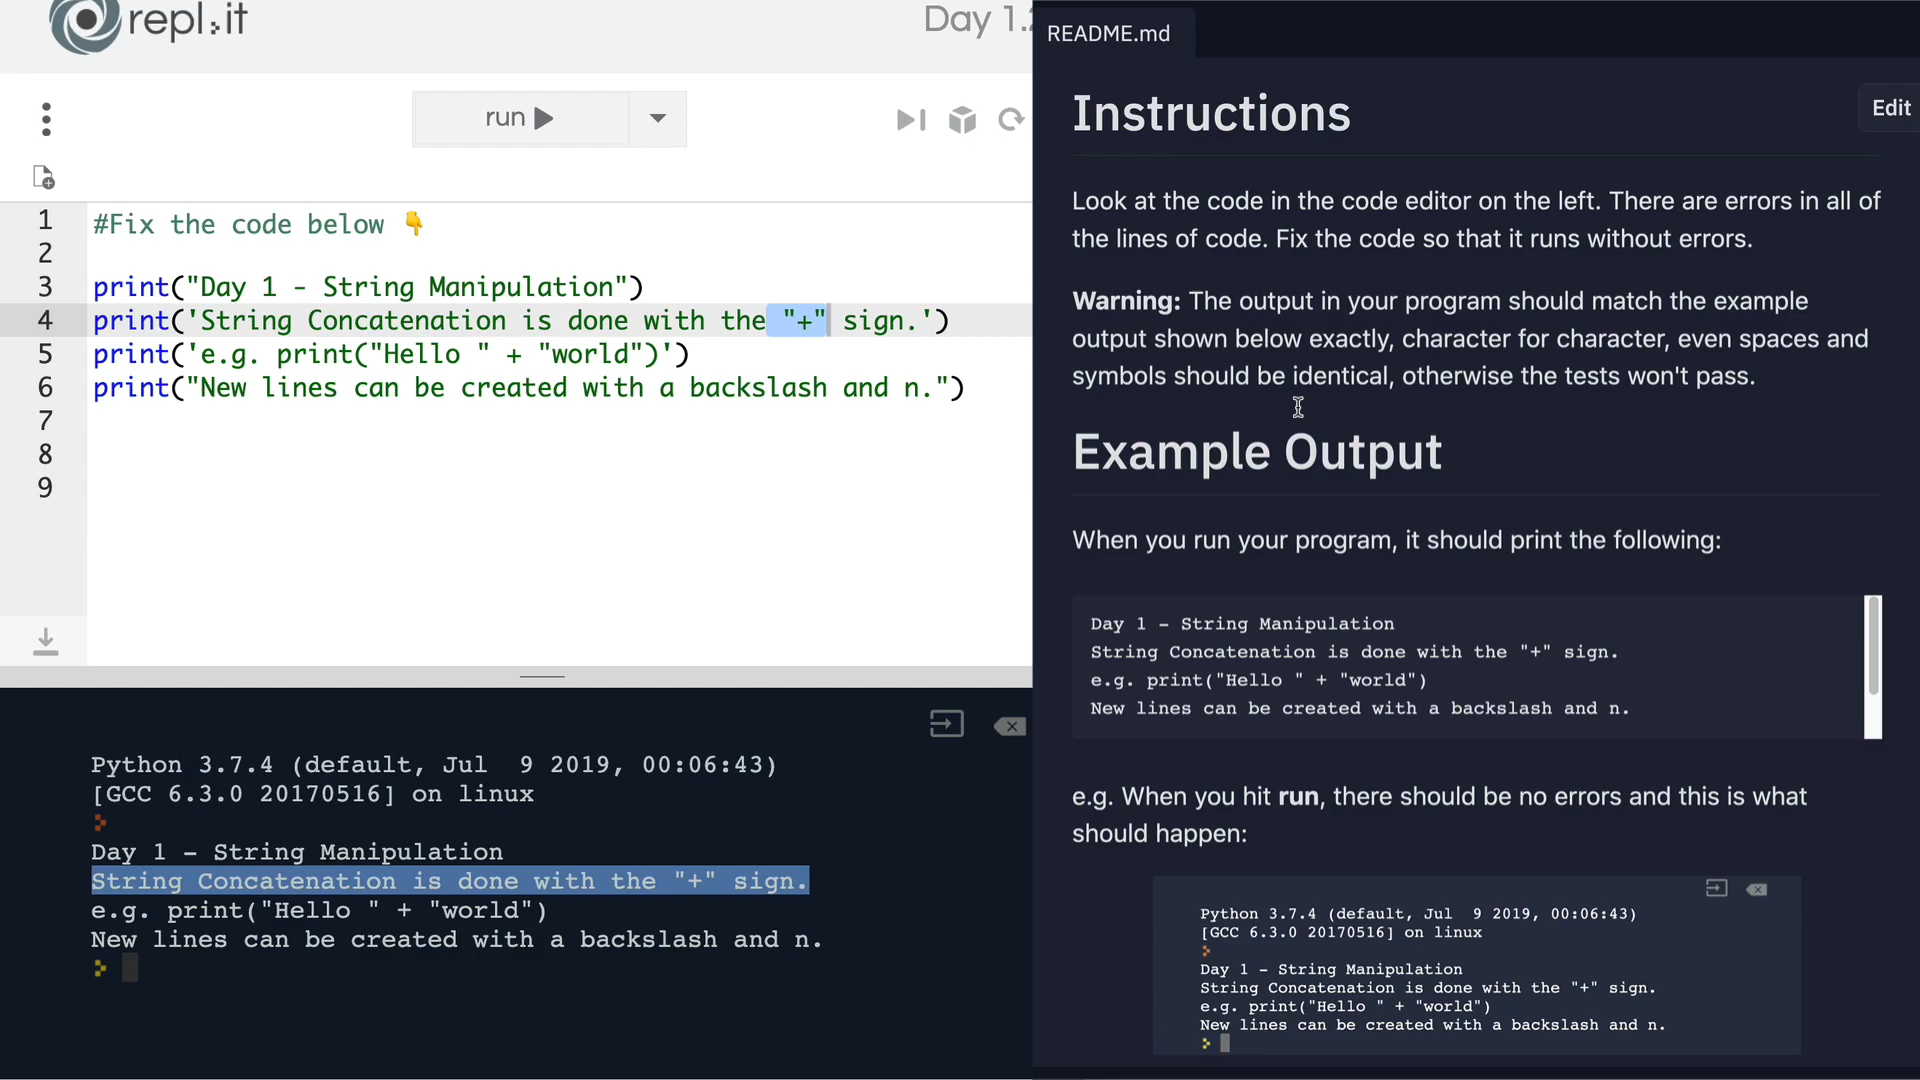 repl.it
Day 1.
run
1 #Fix the code below 👇
2
3 print("Day 1 - String Manipulation")
4 print('String Concatenation is done with the "+" sign.')
5 print('e.g. print("Hello " + "world")')
6 print("New lines can be created with a backslash and n.")
7
8
9
Python 3.7.4 (default, Jul  9 2019, 00:06:43)
[GCC 6.3.0 20170516] on linux
Day 1 - String Manipulation
String Concatenation is done with the "+" sign.
e.g. print("Hello " + "world")
New lines can be created with a backslash and n.
README.md
Instructions
Edit
Look at the code in the code editor on the left. There are errors in all of
the lines of code. Fix the code so that it runs without errors.
Warning: The output in your program should match the example
output shown below exactly, character for character, even spaces and
symbols should be identical, otherwise the tests won't pass.
Example Output
When you run your program, it should print the following:
Day 1 - String Manipulation
String Concatenation is done with the "+" sign.
e.g. print("Hello " + "world")
New lines can be created with a backslash and n.
e.g. When you hit run, there should be no errors and this is what
should happen:
Python 3.7.4 (default, Jul  9 2019, 00:06:43)
[GCC 6.3.0 20170516] on linux
Day 1 - String Manipulation
String Concatenation is done with the "+" sign.
e.g. print("Hello " + "world")
New lines can be created with a backslash and n.